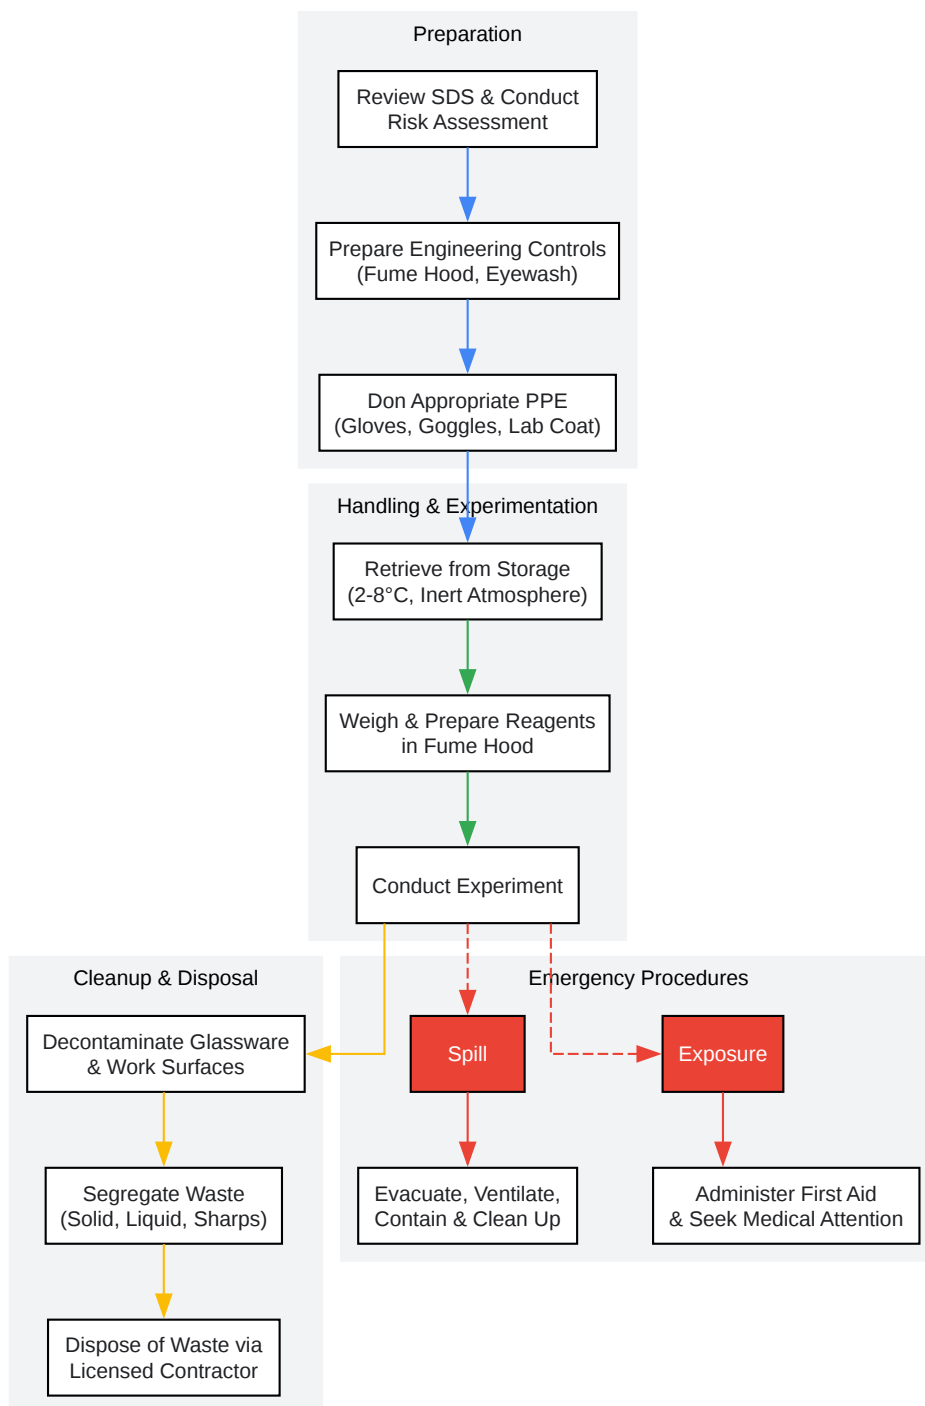 Preparation
Review SDS & Conduct
Risk Assessment
Prepare Engineering Controls
(Fume Hood, Eyewash)
Don Appropriate PPE
(Gloves, Goggles, Lab Coat)
Handling & Experimentation
Retrieve from Storage
(2-8°C, Inert Atmosphere)
Weigh & Prepare Reagents
in Fume Hood
Conduct Experiment
Cleanup & Disposal
Decontaminate Glassware
& Work Surfaces
Segregate Waste
(Solid, Liquid, Sharps)
Dispose of Waste via
Licensed Contractor
Emergency Procedures
Spill
Evacuate, Ventilate,
Contain & Clean Up
Exposure
Administer First Aid
& Seek Medical Attention